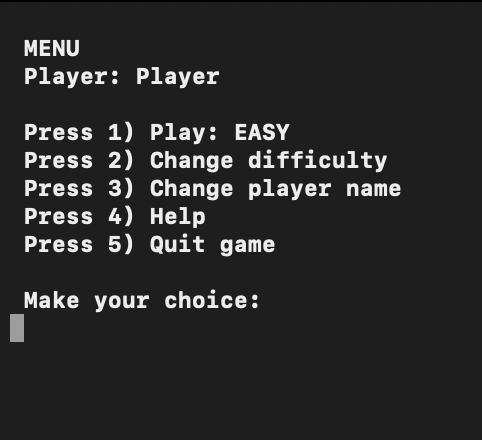 MENU
Player: Player
Press 1) Play: EASY
Press 2) Change difficulty
Press 3) Change player name
Press 4) Help
Press 5) Quit game
Make your choice: